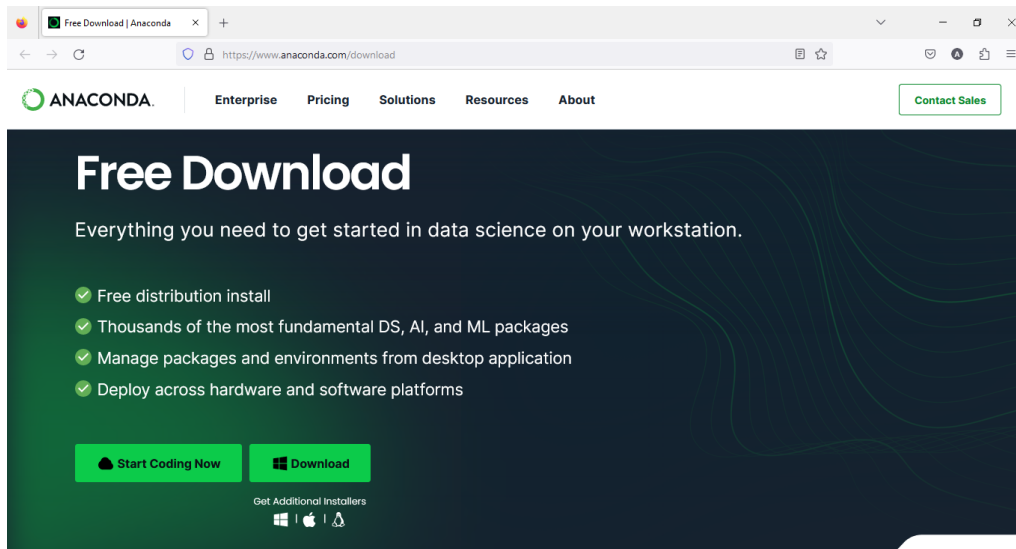 Free Download | Anaconda
https://www.anaconda.com/download
ANACONDA.
Enterprise Pricing Solutions Resources About
Contact Sales
Free Download
Everything you need to get started in data science on your workstation.
Free distribution install
Thousands of the most fundamental DS, AI, and ML packages
Manage packages and environments from desktop application
Deploy across hardware and software platforms
Start Coding Now Download
Get Additional Installers
| |